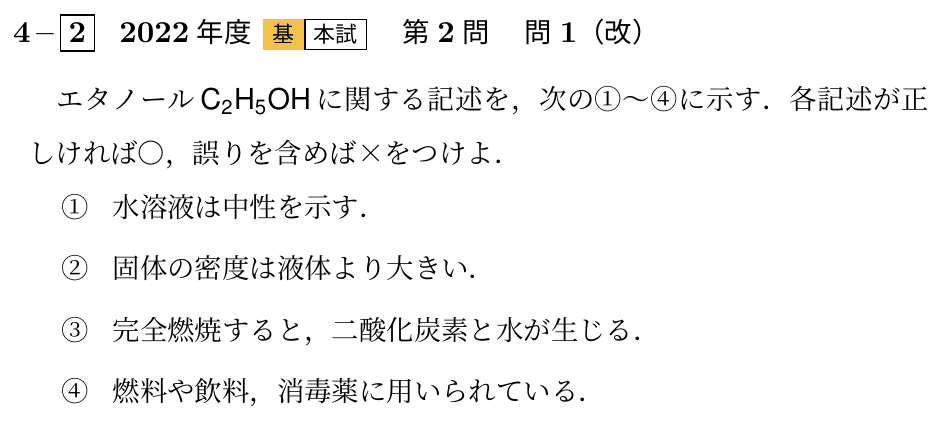 4－2 2022 年度 基 本試 第 2 問 問 1（改）
エタノール C₂H₅OH に関する記述を，次の①～④に示す．各記述が正
しければ○，誤りを含めば×をつけよ．
① 水溶液は中性を示す．
② 固体の密度は液体より大きい．
③ 完全燃焼すると，二酸化炭素と水が生じる．
④ 燃料や飲料，消毒薬に用いられている．